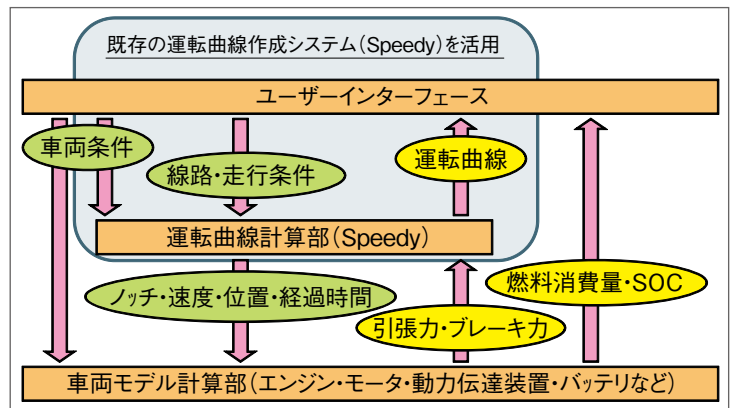 既存の運転曲線作成システム(Speedy)を活用
ユーザーインターフェース
車両条件
線路・走行条件
運転曲線
運転曲線計算部(Speedy)
ノッチ・速度・位置・経過時間
引張力・ブレーキ力
燃料消費量・SOC
車両モデル計算部(エンジン・モータ・動力伝達装置・バッテリなど)